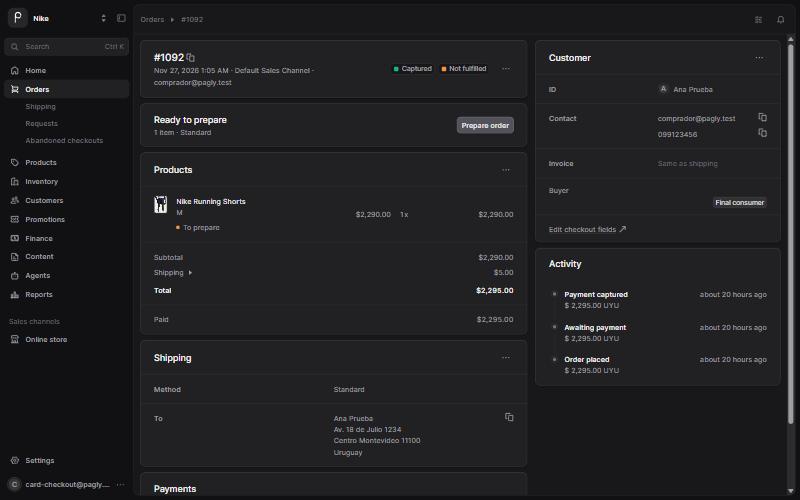 Nike
Search
Ctrl K
Home
Orders
Shipping
Requests
Abandoned checkouts
Products
Inventory
Customers
Promotions
Finance
Content
Agents
Reports
Sales channels
Online store
Settings
C card-checkout@pagly....
Orders
#1092
#1092
Nov 27, 2026 1:05 AM · Default Sales Channel ·
comprador@pagly.test
Captured
Not fulfilled
Ready to prepare
1 item · Standard
Prepare order
Products
Nike Running Shorts
M
To prepare
$2,290.00 1x $2,290.00
Subtotal $2,290.00
Shipping $5.00
Total $2,295.00
Paid $2,295.00
Shipping
Method Standard
To Ana Prueba
Av. 18 de Julio 1234
Centro Montevideo 11100
Uruguay
Payments
Customer
ID A Ana Prueba
Contact comprador@pagly.test
099123456
Invoice Same as shipping
Buyer
Final consumer
Edit checkout fields
Activity
Payment captured about 20 hours ago
$ 2,295.00 UYU
Awaiting payment about 20 hours ago
$ 2,295.00 UYU
Order placed about 20 hours ago
$ 2,295.00 UYU